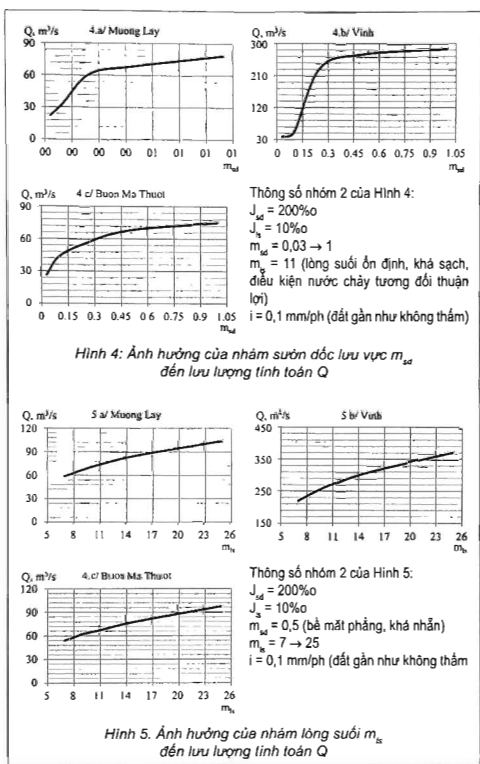 Q, m³/s 4.a/ Muong Lay
90
60
30
0
00 00 00 00 01 01 01 01
m_sd
Q, m³/s 4.b/ Vinh
300
210
120
30
0 0.15 0.3 0.45 0.6 0.75 0.9 1.05
m_sd
Q, m³/s 4 c/ Buon Ma Thuot
90
60
30
0
0 0.15 0.3 0.45 0.6 0.75 0.9 1.05
m_sd
Thông số nhóm 2 của Hình 4:
J_sd = 200%o
J_ls = 10%o
m_sd = 0,03 → 1
m_ls = 11 (lòng suối ổn định, khá sạch,
điều kiện nước chảy tương đối thuận
lợi)
i = 0,1 mm/ph (đất gần như không thấm)
Hình 4: Ảnh hưởng của nhám sườn dốc lưu vực m_sd
đến lưu lượng tính toán Q
Q, m³/s 5 a/ Muong Lay
120
90
60
30
0
5 8 11 14 17 20 23 26
m_ls
Q, m³/s 5 b/ Vinh
450
350
250
150
5 8 11 14 17 20 23 26
m_ls
Q, m³/s 4.c/ Buon Ma Thuot
120
90
60
30
0
5 8 11 14 17 20 23 26
m_ls
Thông số nhóm 2 của Hình 5:
J_sd = 200%o
J_ls = 10%o
m_sd = 0,5 (bề mặt phẳng, khá nhẵn)
m_ls = 7 → 25
i = 0,1 mm/ph (đất gần như không thấm
Hình 5. Ảnh hưởng của nhám lòng suối m_ls
đến lưu lượng tính toán Q